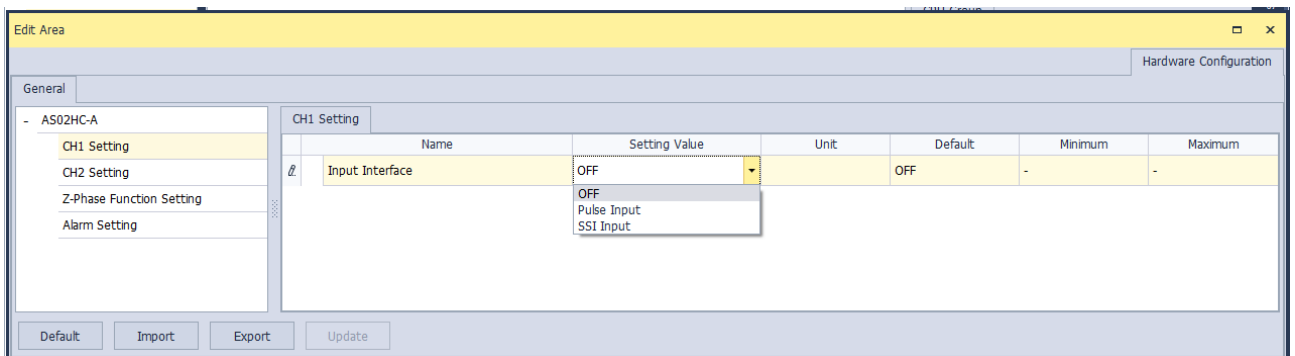 Edit Area
Hardware Configuration
General
- AS02HC-A
CH1 Setting
CH2 Setting
Z-Phase Function Setting
Alarm Setting
CH1 Setting
Name Setting Value Unit Default Minimum Maximum
Input Interface OFF OFF - -
OFF
Pulse Input
SSI Input
Default Import Export Update